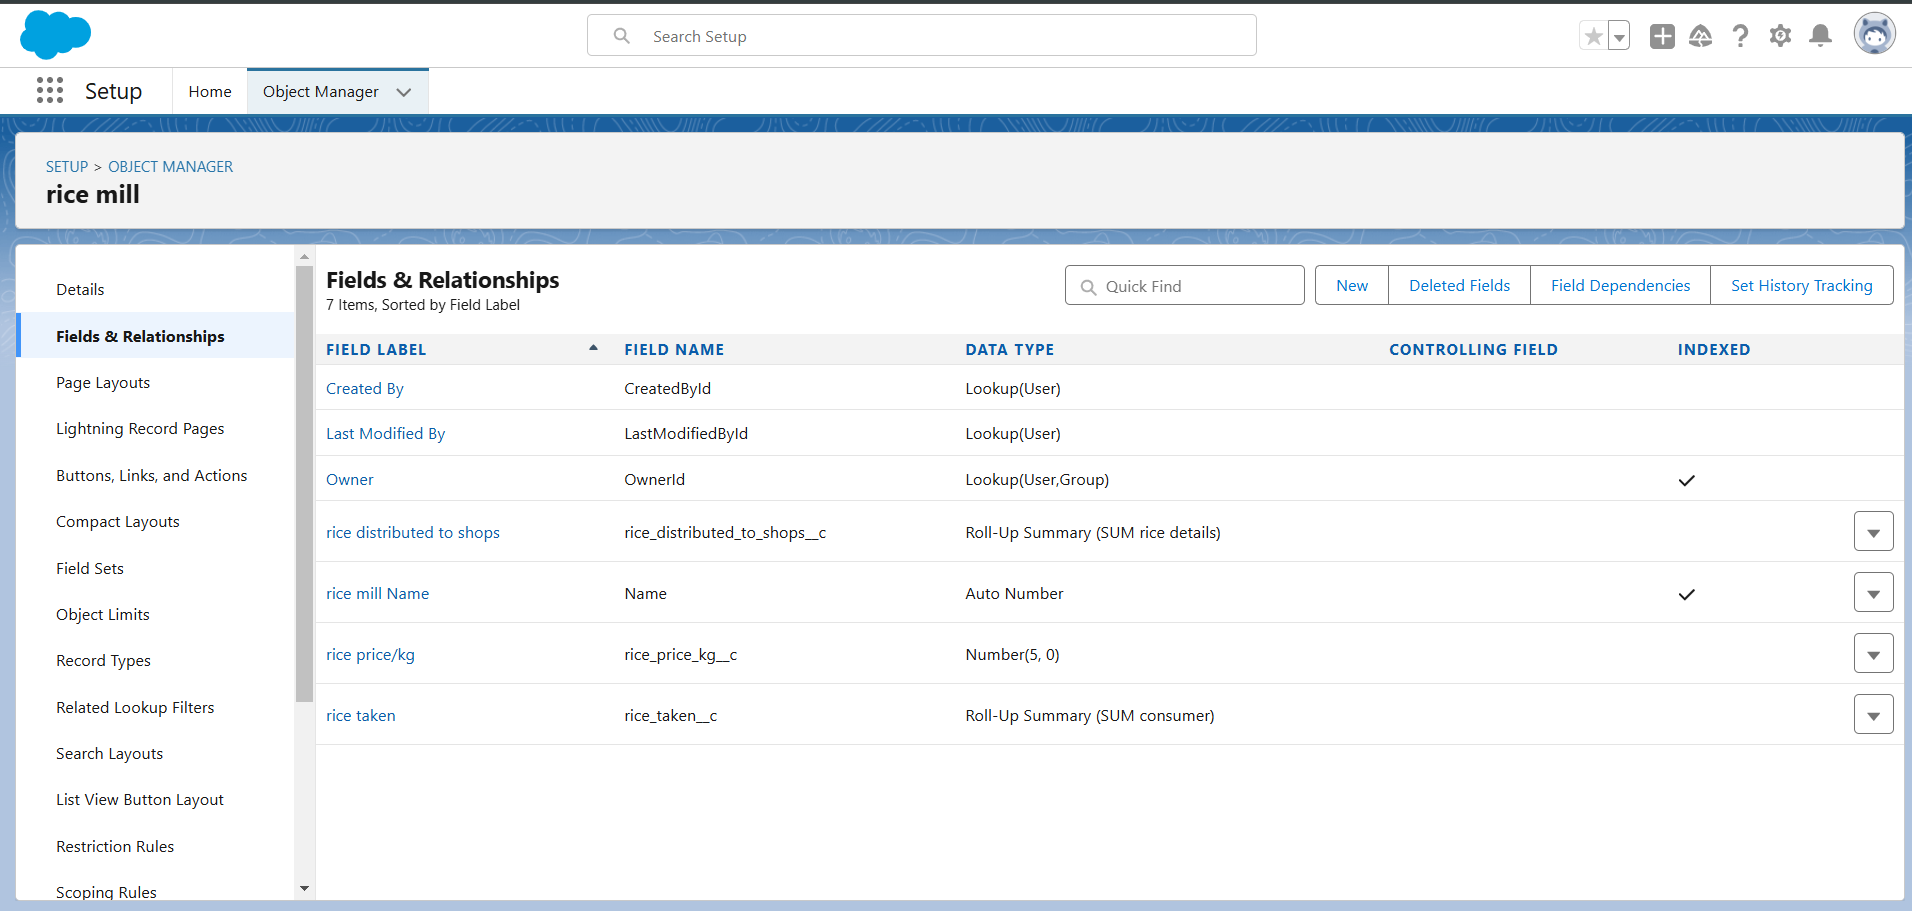 Search Setup
Setup
Home
Object Manager
SETUP > OBJECT MANAGER
rice mill
Details
Fields & Relationships
Page Layouts
Lightning Record Pages
Buttons, Links, and Actions
Compact Layouts
Field Sets
Object Limits
Record Types
Related Lookup Filters
Search Layouts
List View Button Layout
Restriction Rules
Scoping Rules
Fields & Relationships
7 Items, Sorted by Field Label
Quick Find
New
Deleted Fields
Field Dependencies
Set History Tracking
FIELD LABEL FIELD NAME DATA TYPE CONTROLLING FIELD INDEXED
Created By CreatedById Lookup(User)
Last Modified By LastModifiedById Lookup(User)
Owner OwnerId Lookup(User,Group)
rice distributed to shops rice_distributed_to_shops__c Roll-Up Summary (SUM rice details)
rice mill Name Name Auto Number
rice price/kg rice_price_kg__c Number(5, 0)
rice taken rice_taken__c Roll-Up Summary (SUM consumer)